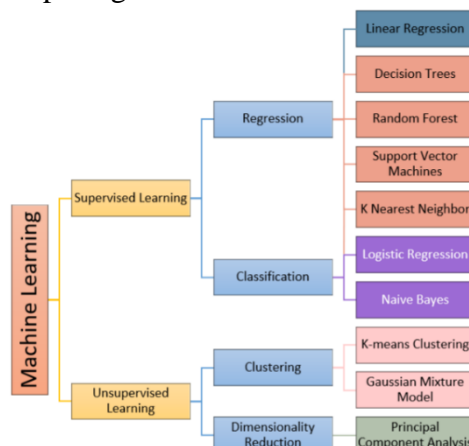 Linear Regression
Decision Trees
Regression
Random Forest
Support Vector
Machines
Supervised Learning
K Nearest Neighbor
Logistic Regression
Classification
Naive Bayes
Machine Learning
K-means Clustering
Clustering
Gaussian Mixture
Model
Unsupervised
Learning
Dimensionality
Reduction
Principal
Component Analysis